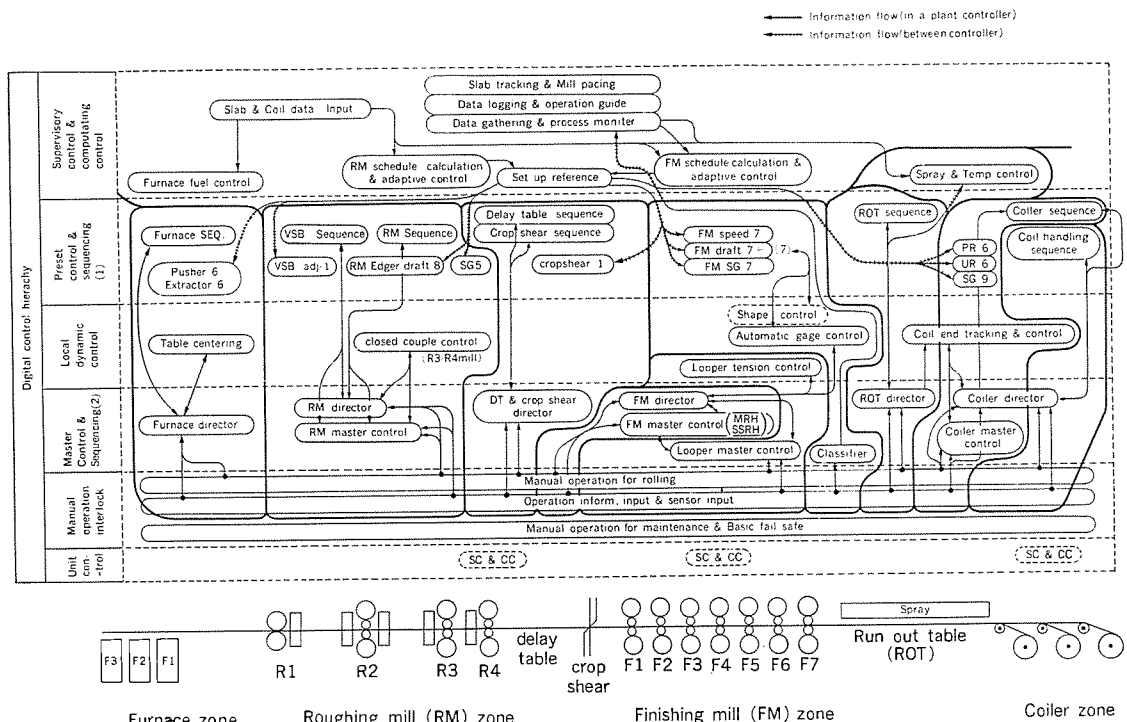 Information flow(in a plant controller)
Information flow(between controller)
Digital control hierachy
Supervisory
control &
computating
control
Preset
control &
sequencing
(1)
Local
dynamic
control
Master
Control &
Sequencing(2)
Manual
operation
interlock
Unit
con-
-trol
Slab tracking & Mill pacing
Data logging & operation guide
Data gathering & process moniter
Slab & Coil data Input
RM schedule calculation
& adaptive control
Set up reference
FM schedule calculation &
adaptive control
Furnace fuel control
Spray & Temp control
Furnace SEQ.
VSB Sequence
RM Sequence
Delay table sequence
Crop shear sequence
FM speed 7
FM draft 7
(7)
FM SG 7
ROT sequence
Coller sequence
Coil handling
sequence
Pusher 6
Extractor 6
VSB adj·1
RM Edger draft 8
SG5
cropshear 1
PR 6
UR 6
SG 9
Shape control
Automatic gage control
Coil end tracking & control
Table centering
closed couple control
(R3·R4mill)
Looper tension control
RM director
RM master control
DT & crop shear
director
FM director
FM master control
(MRH
SSRH)
Looper master control
Classifier
ROT director
Coiler director
Coiler master
control
Furnace director
Manual operation for rolling
Operation inform, input & sensor input
Manual operation for maintenance & Basic fail safe
SC & CC
SC & CC
SC & CC
F3
F2
F1
R1
R2
R3
R4
delay
table
crop
shear
F1
F2
F3
F4
F5
F6
F7
Spray
Run out table
(ROT)
Furnace zone
Roughing mill (RM) zone
Finishing mill (FM) zone
Coiler zone